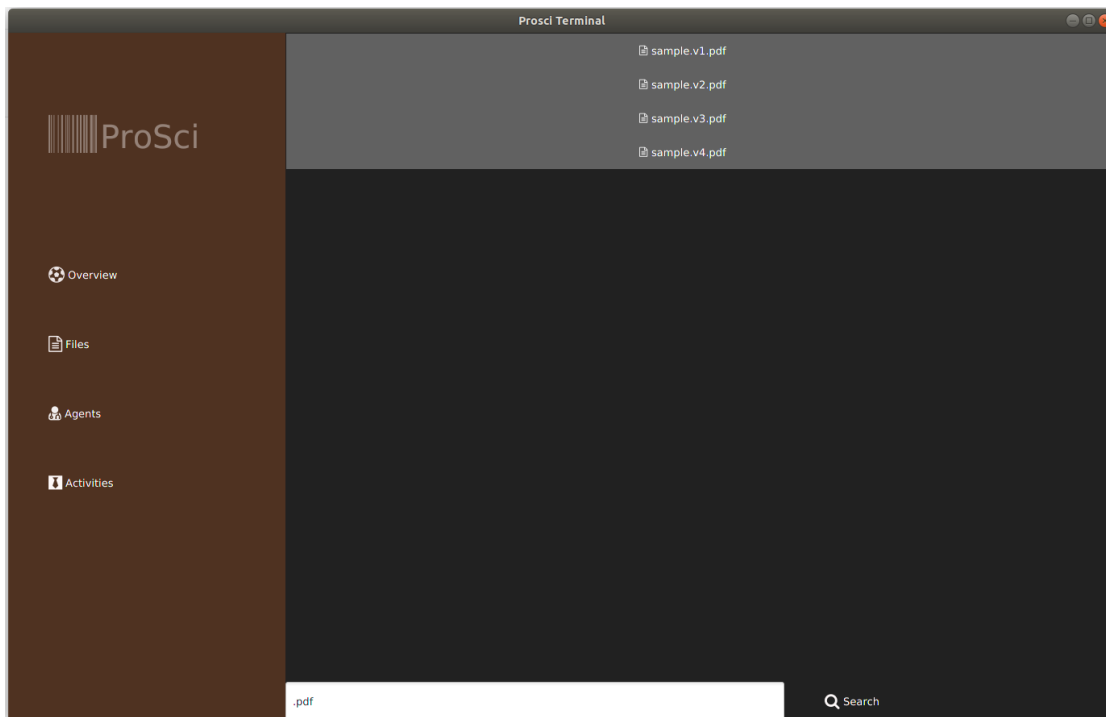 Prosci Terminal
ProSci
Overview
Files
Agents
Activities
sample.v1.pdf
sample.v2.pdf
sample.v3.pdf
sample.v4.pdf
.pdf
Search